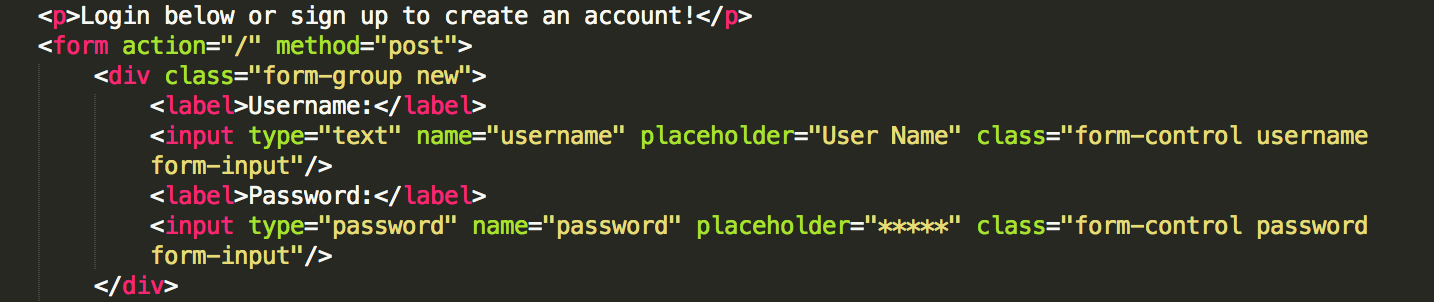 <p>Login below or sign up to create an account!</p>
<form action="/" method="post">
<div class="form-group new">
<label>Username:</label>
<input type="text" name="username" placeholder="User Name" class="form-control username
form-input"/>
<label>Password:</label>
<input type="password" name="password" placeholder="*****" class="form-control password
form-input"/>
</div>